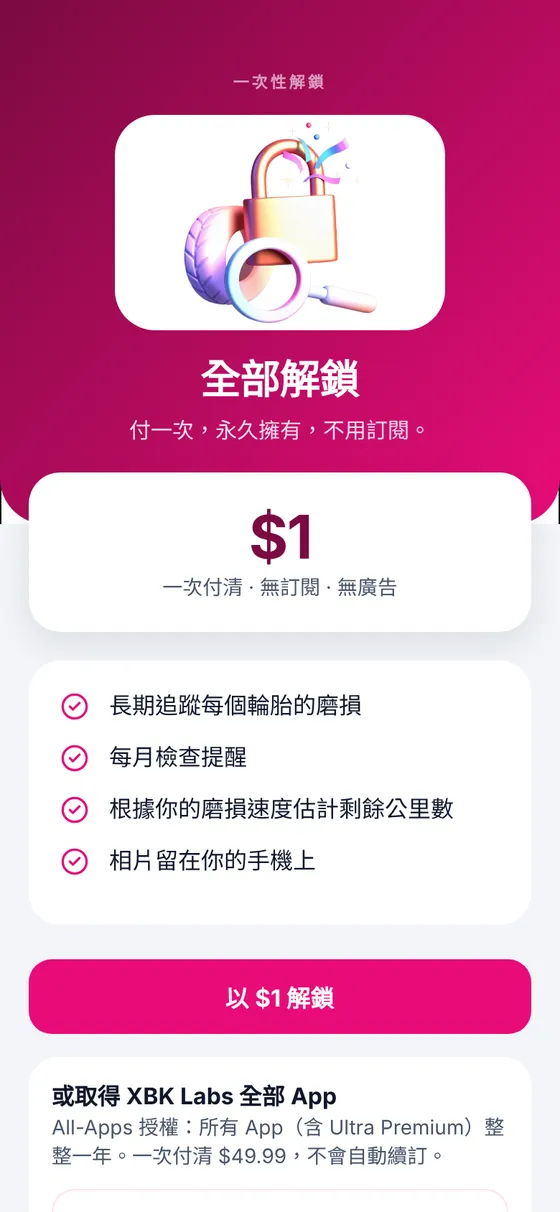 一次性解鎖
全部解鎖
付一次，永久擁有，不用訂閱。
$1
一次付清 · 無訂閱 · 無廣告
長期追蹤每個輪胎的磨損
每月檢查提醒
根據你的磨損速度估計剩餘公里數
相片留在你的手機上
以 $1 解鎖
或取得 XBK Labs 全部 App
All-Apps 授權：所有 App（含 Ultra Premium）整
整一年。一次付清 $49.99，不會自動續訂。